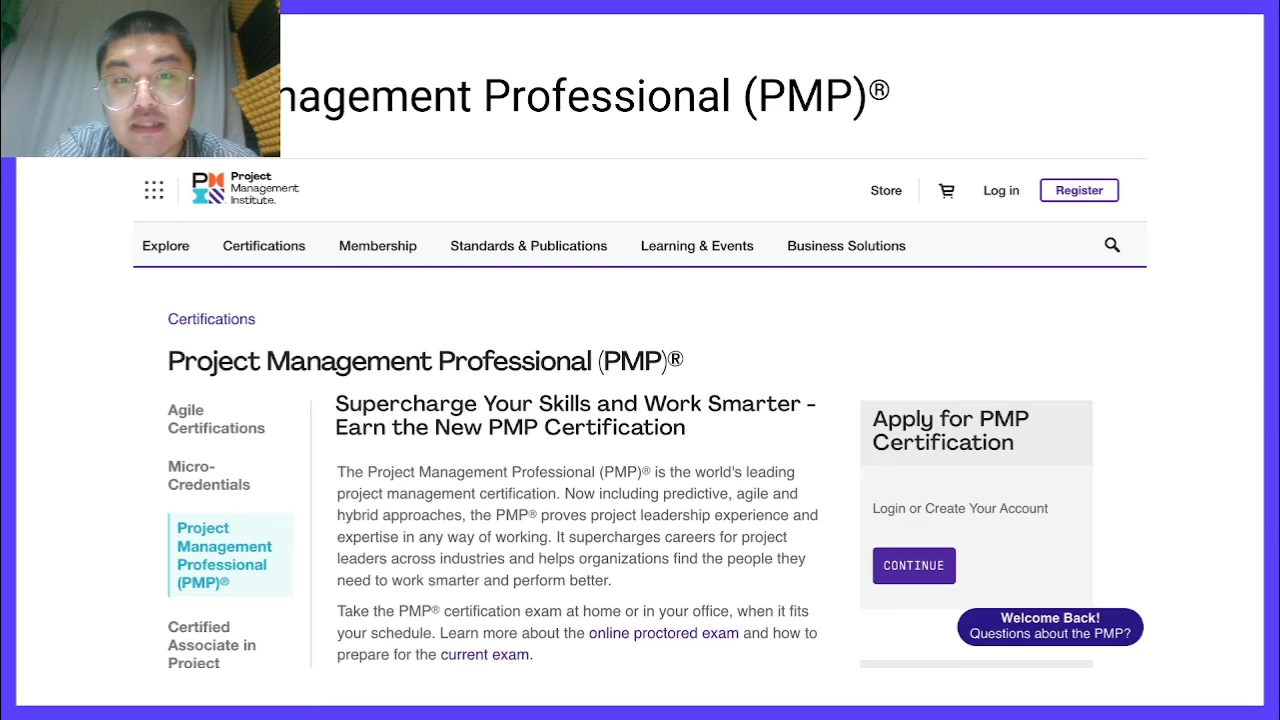 nagement Professional (PMP)®
Project
Management
Institute.
Store
Log in
Register
Explore
Certifications
Membership
Standards & Publications
Learning & Events
Business Solutions
Certifications
Project Management Professional (PMP)®
Agile
Certifications
Micro-
Credentials
Project
Management
Professional
(PMP)®
Certified
Associate in
Project
Supercharge Your Skills and Work Smarter -
Earn the New PMP Certification
The Project Management Professional (PMP)® is the world's leading
project management certification. Now including predictive, agile and
hybrid approaches, the PMP® proves project leadership experience and
expertise in any way of working. It supercharges careers for project
leaders across industries and helps organizations find the people they
need to work smarter and perform better.
Take the PMP® certification exam at home or in your office, when it fits
your schedule. Learn more about the online proctored exam and how to
prepare for the current exam.
Apply for PMP
Certification
Login or Create Your Account
CONTINUE
Welcome Back!
Questions about the PMP?